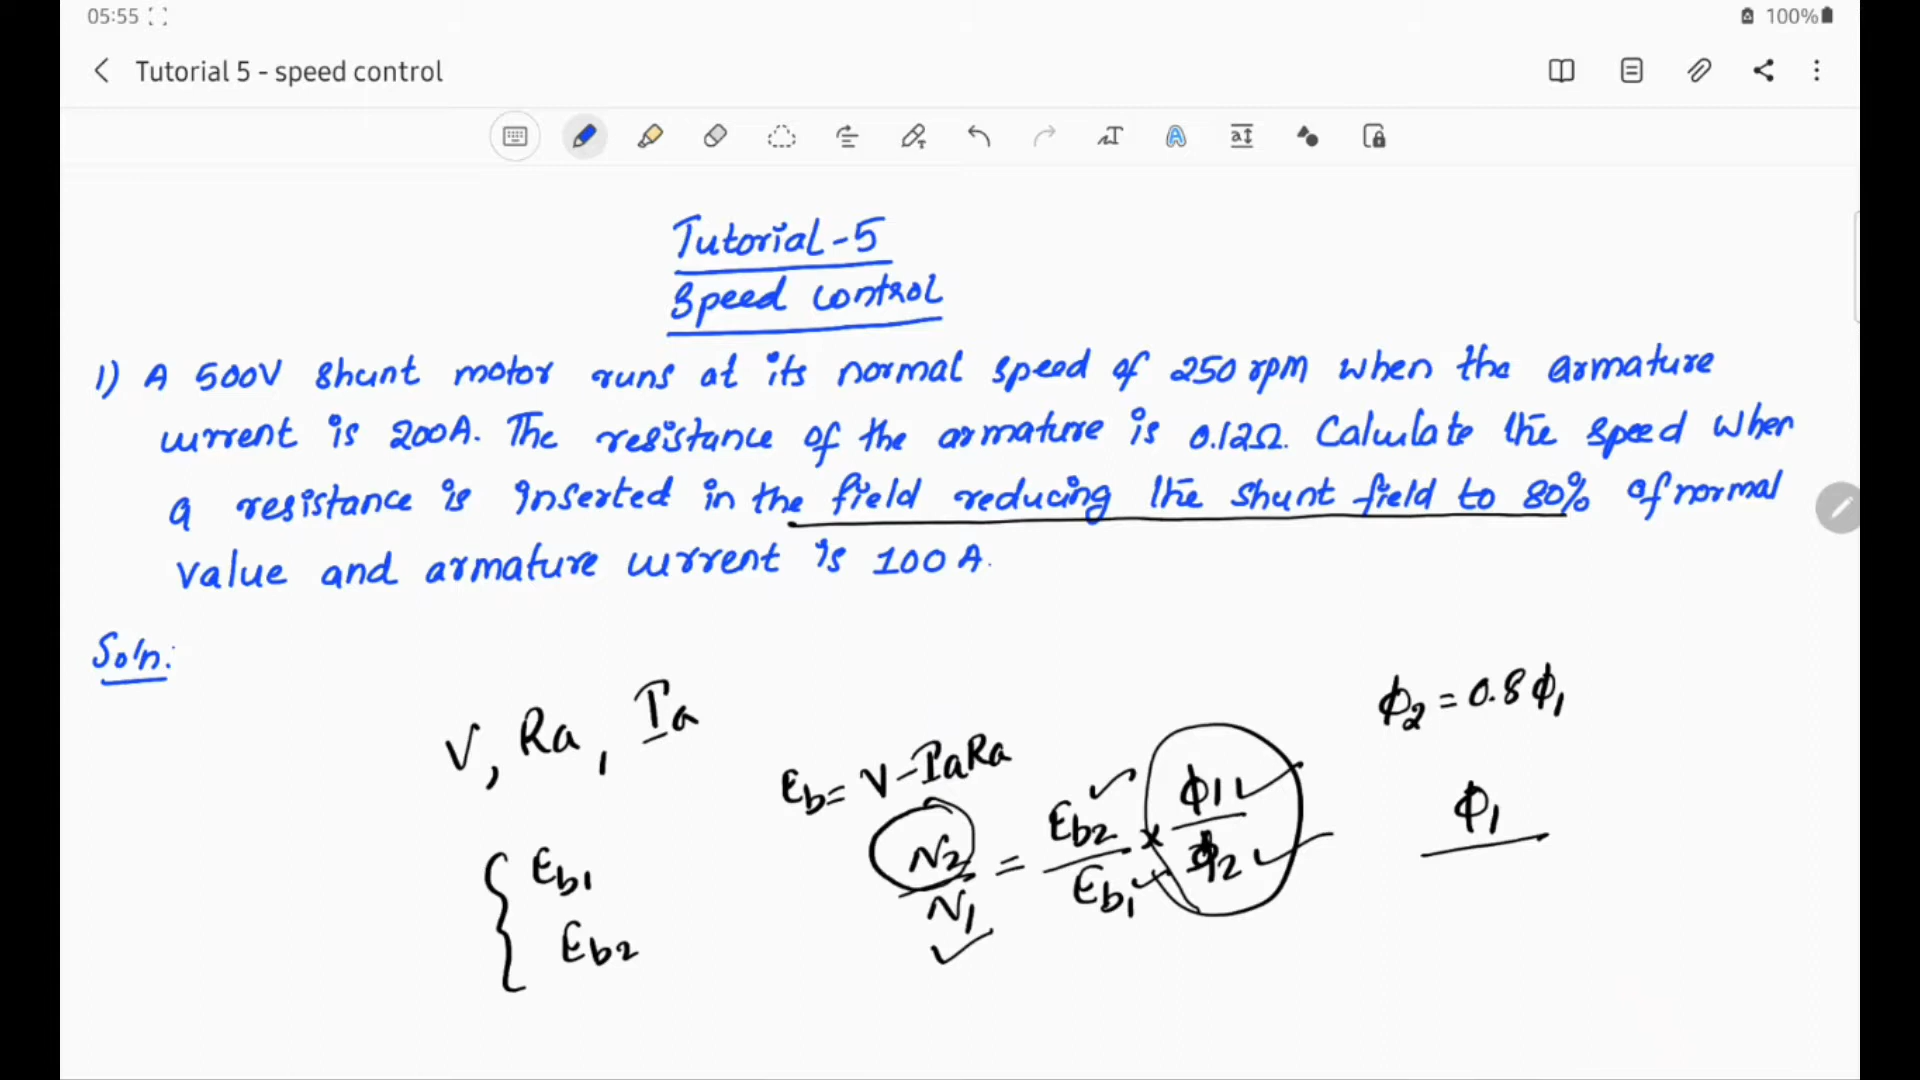 05:55
100%
Tutorial 5 - speed control
Tutorial-5
Speed control
1) A 500V shunt motor runs at its normal speed of 250 rpm when the armature
current is 200A. The resistance of the armature is 0.12Ω. Calculate the speed when
a resistance is inserted in the field reducing the shunt field to 80% of normal
value and armature current is 100 A.
Soln:
V, Ra, Ia
Eb = V-IaRa
ϕ2 = 0.8ϕ1
N2/N1 = Eb2/Eb1 x ϕ1/ϕ2
ϕ1
Eb1
Eb2